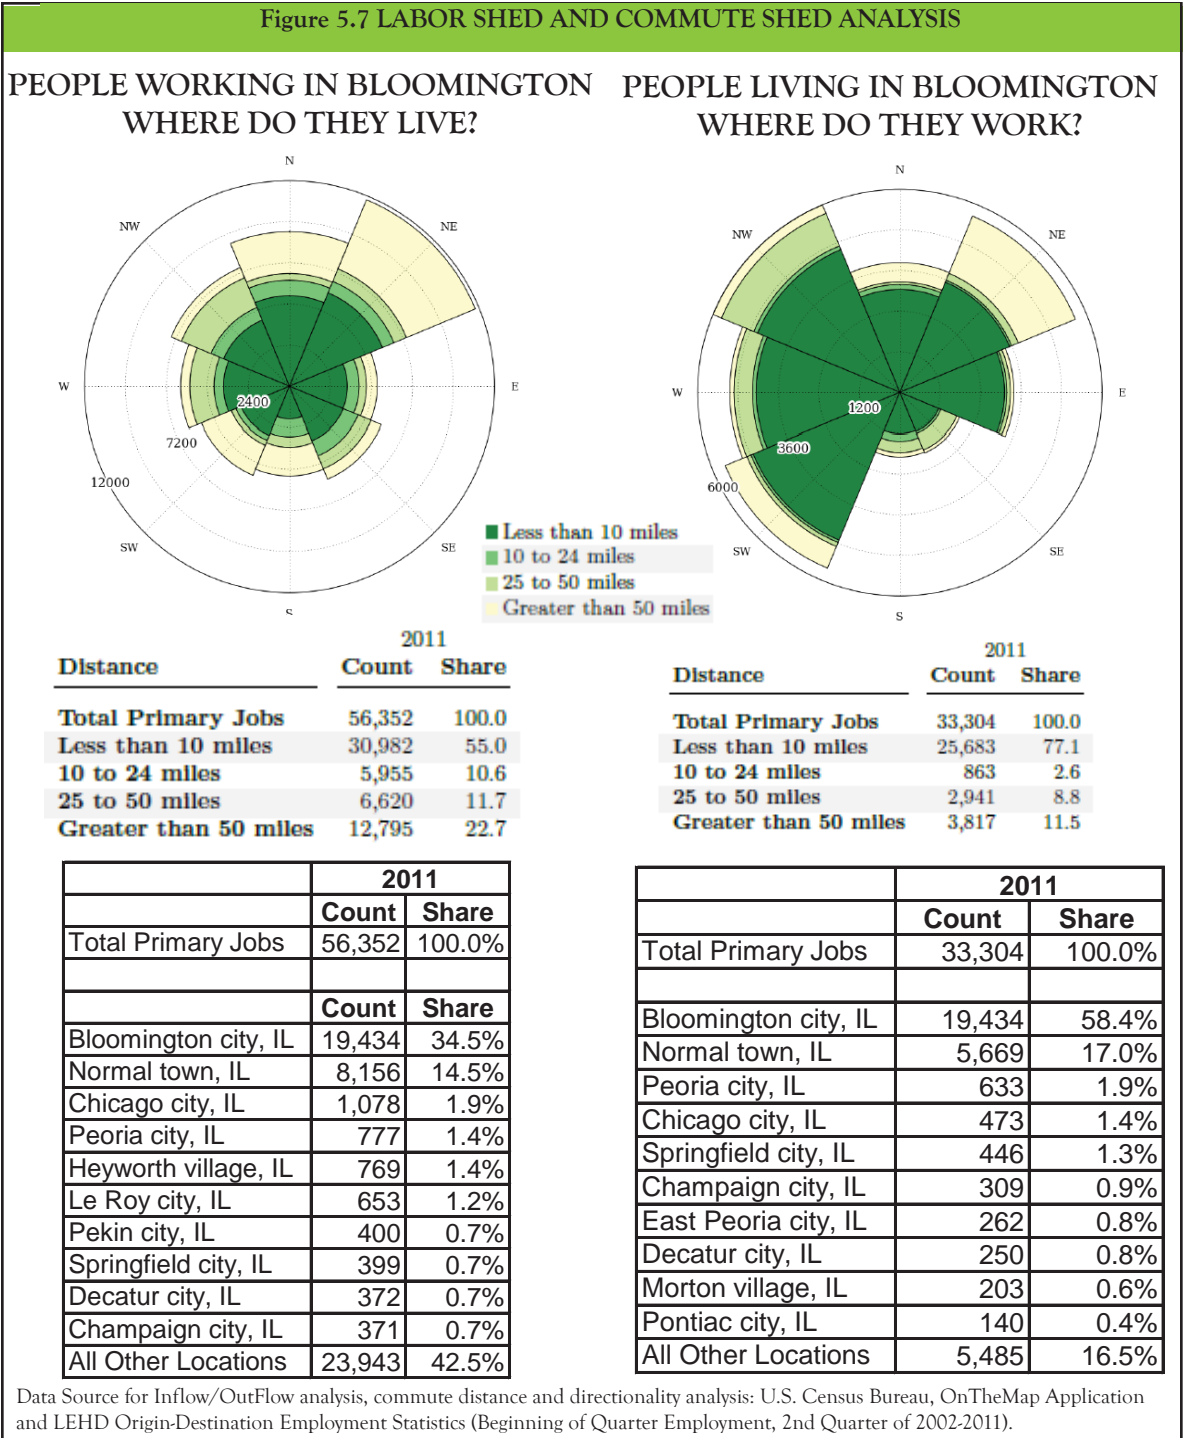 Figure 5.7 LABOR SHED AND COMMUTE SHED ANALYSIS
PEOPLE WORKING IN BLOOMINGTON
WHERE DO THEY LIVE?
N
NW
NE
W
E
2400
7200
12000
SW
SE
S
PEOPLE LIVING IN BLOOMINGTON
WHERE DO THEY WORK?
N
NW
NE
W
E
1200
3600
6000
SW
SE
S
Less than 10 miles
10 to 24 miles
25 to 50 miles
Greater than 50 miles
2011
Distance Count Share
Total Primary Jobs 56,352 100.0
Less than 10 miles 30,982 55.0
10 to 24 miles 5,955 10.6
25 to 50 miles 6,620 11.7
Greater than 50 miles 12,795 22.7
2011
Distance Count Share
Total Primary Jobs 33,304 100.0
Less than 10 miles 25,683 77.1
10 to 24 miles 863 2.6
25 to 50 miles 2,941 8.8
Greater than 50 miles 3,817 11.5
2011
Count Share
Total Primary Jobs 56,352 100.0%
Count Share
Bloomington city, IL 19,434 34.5%
Normal town, IL 8,156 14.5%
Chicago city, IL 1,078 1.9%
Peoria city, IL 777 1.4%
Heyworth village, IL 769 1.4%
Le Roy city, IL 653 1.2%
Pekin city, IL 400 0.7%
Springfield city, IL 399 0.7%
Decatur city, IL 372 0.7%
Champaign city, IL 371 0.7%
All Other Locations 23,943 42.5%
2011
Count Share
Total Primary Jobs 33,304 100.0%
Bloomington city, IL 19,434 58.4%
Normal town, IL 5,669 17.0%
Peoria city, IL 633 1.9%
Chicago city, IL 473 1.4%
Springfield city, IL 446 1.3%
Champaign city, IL 309 0.9%
East Peoria city, IL 262 0.8%
Decatur city, IL 250 0.8%
Morton village, IL 203 0.6%
Pontiac city, IL 140 0.4%
All Other Locations 5,485 16.5%
Data Source for Inflow/OutFlow analysis, commute distance and directionality analysis: U.S. Census Bureau, OnTheMap Application
and LEHD Origin-Destination Employment Statistics (Beginning of Quarter Employment, 2nd Quarter of 2002-2011).